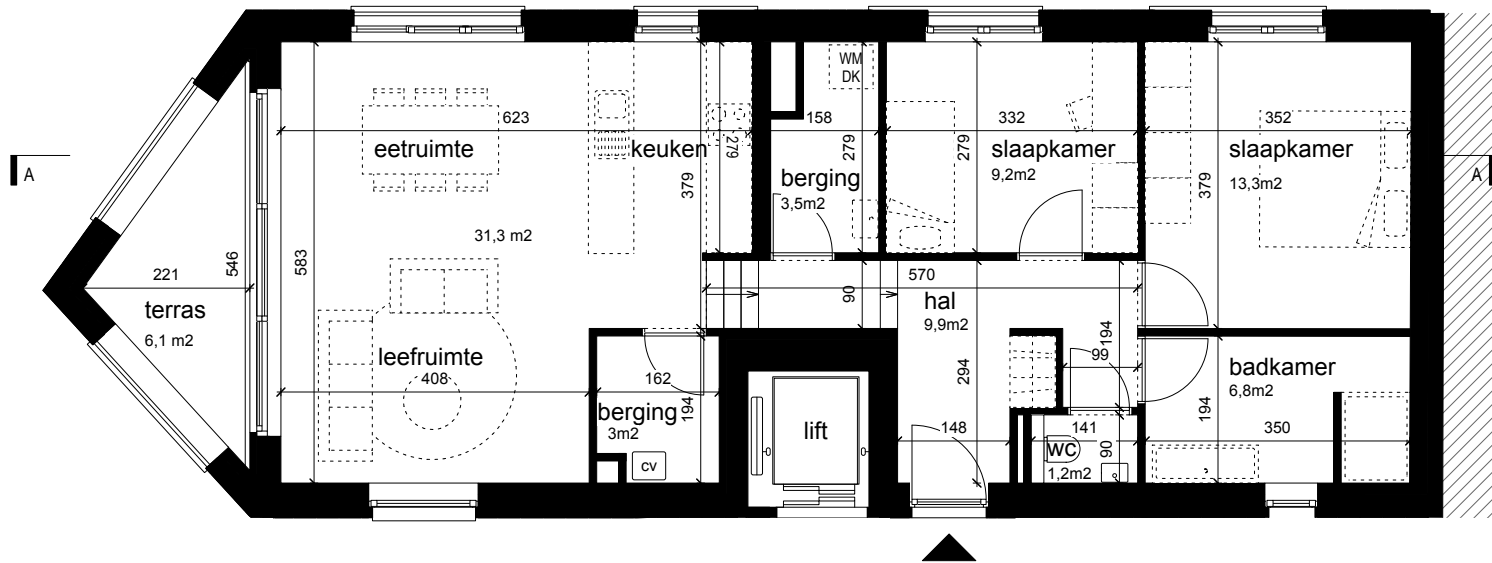 WM
DK
623
158
332
352
eetruimte
keuken
279
279
279
slaapkamer
9,2m2
slaapkamer
13,3m2
A
A
berging
3,5m2
379
379
31,3 m2
546
583
221
terras
6,1 m2
90
570
hal
9,9m2
leefruimte
408
162
berging
3m2
194
cv
lift
294
194
99
148
141
WC
1,2m2
90
badkamer
6,8m2
194
350